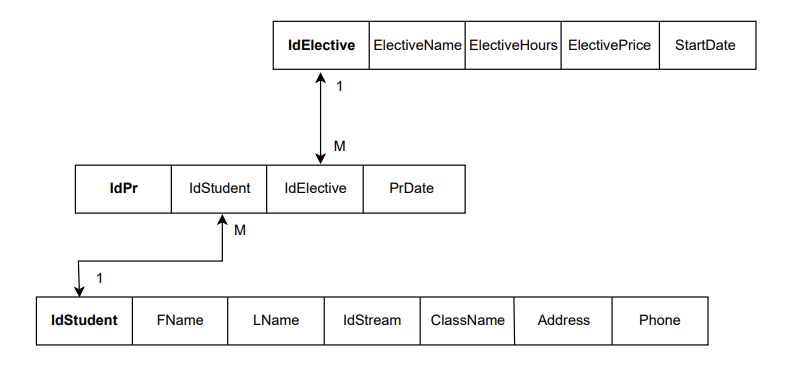 IdElective ElectiveName ElectiveHours ElectivePrice StartDate
1
M
IdPr IdStudent IdElective PrDate
M
1
IdStudent FName LName IdStream ClassName Address Phone